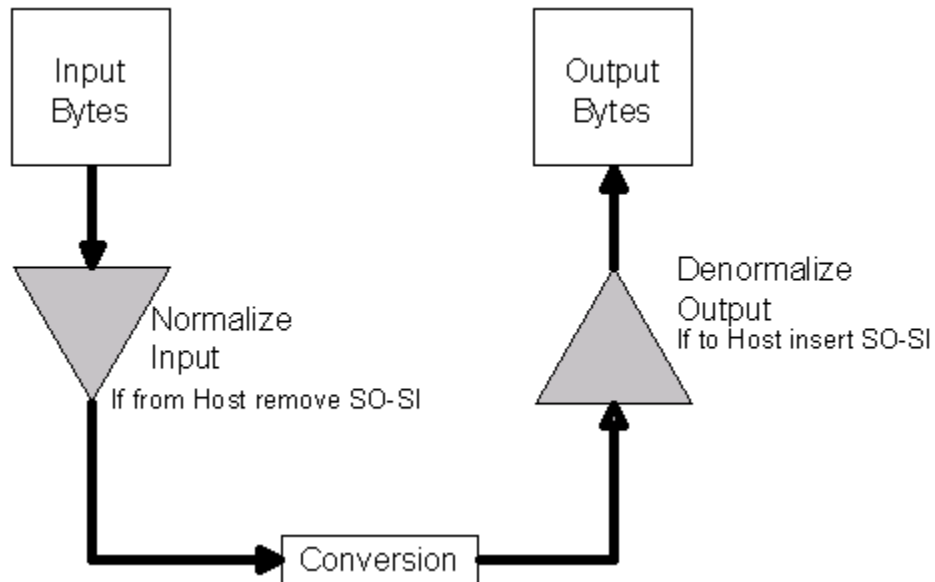 Input
Bytes
Output
Bytes
Normalize
Input
If from Host remove SO-SI
Denormalize
Output
If to Host insert SO-SI
Conversion